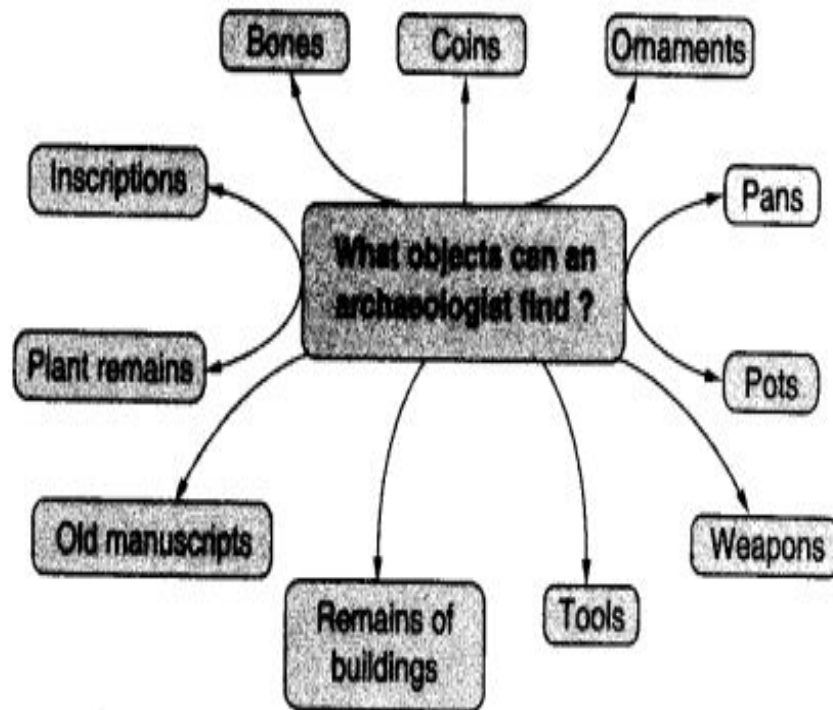 Bones
Coins
Ornaments
Inscriptions
Pans
What objects can an
archaeologist find ?
Plant remains
Pots
Old manuscripts
Weapons
Remains of
buildings
Tools